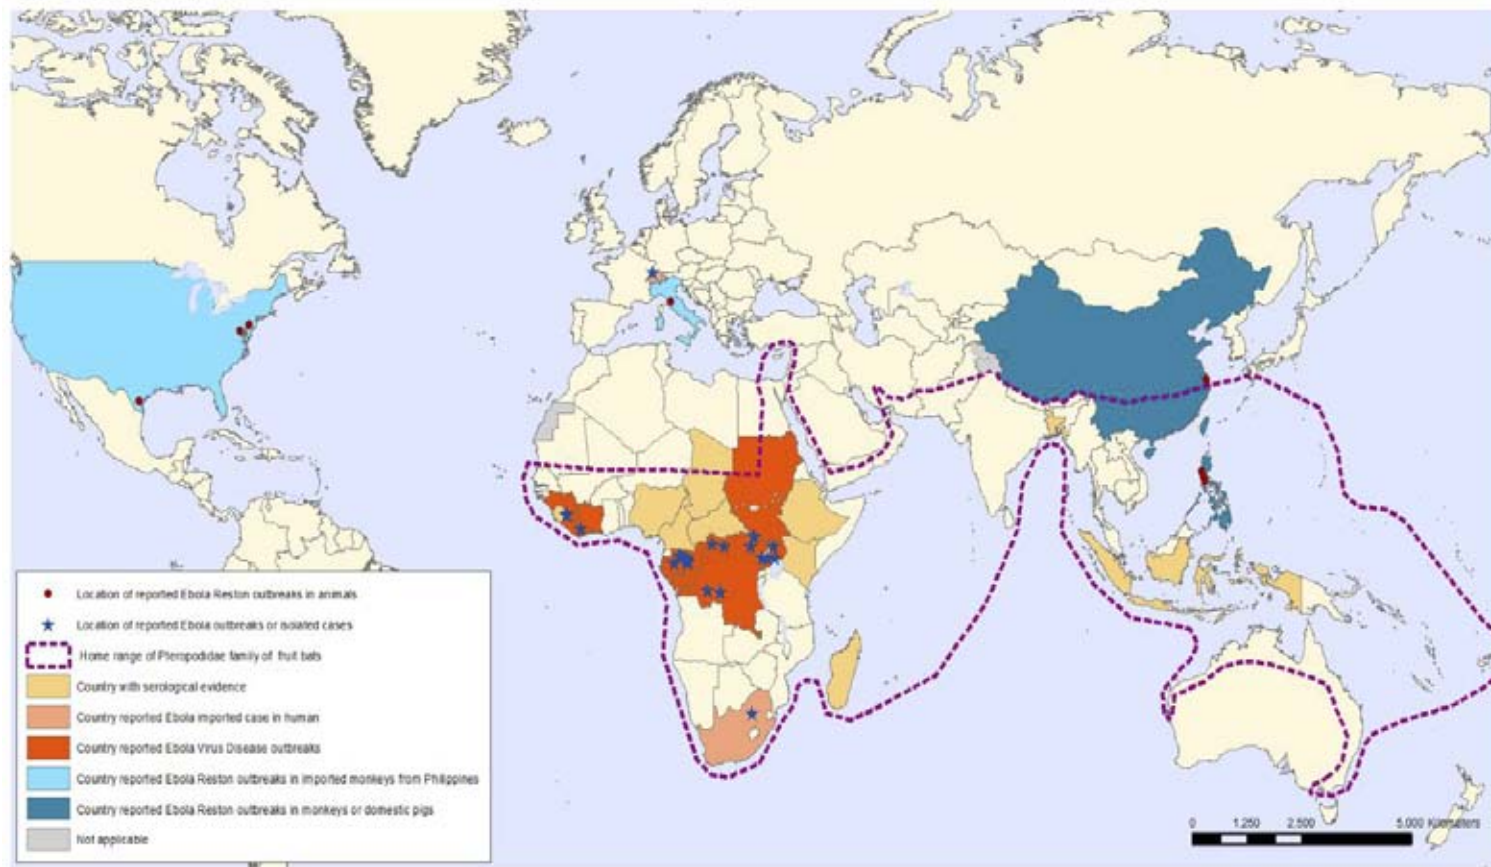 Location of reported Ebola Reston outbreaks in animals
Location of reported Ebola outbreaks or isolated cases
Home range of Pteropodidae family of fruit bats
Country with serological evidence
Country reported Ebola imported case in human
Country reported Ebola Virus Disease outbreaks
Country reported Ebola Reston outbreaks in imported monkeys from Philippines
Country reported Ebola Reston outbreaks in monkeys or domestic pigs
Not applicable
0 1.250 2.500 5.000 Kilometers